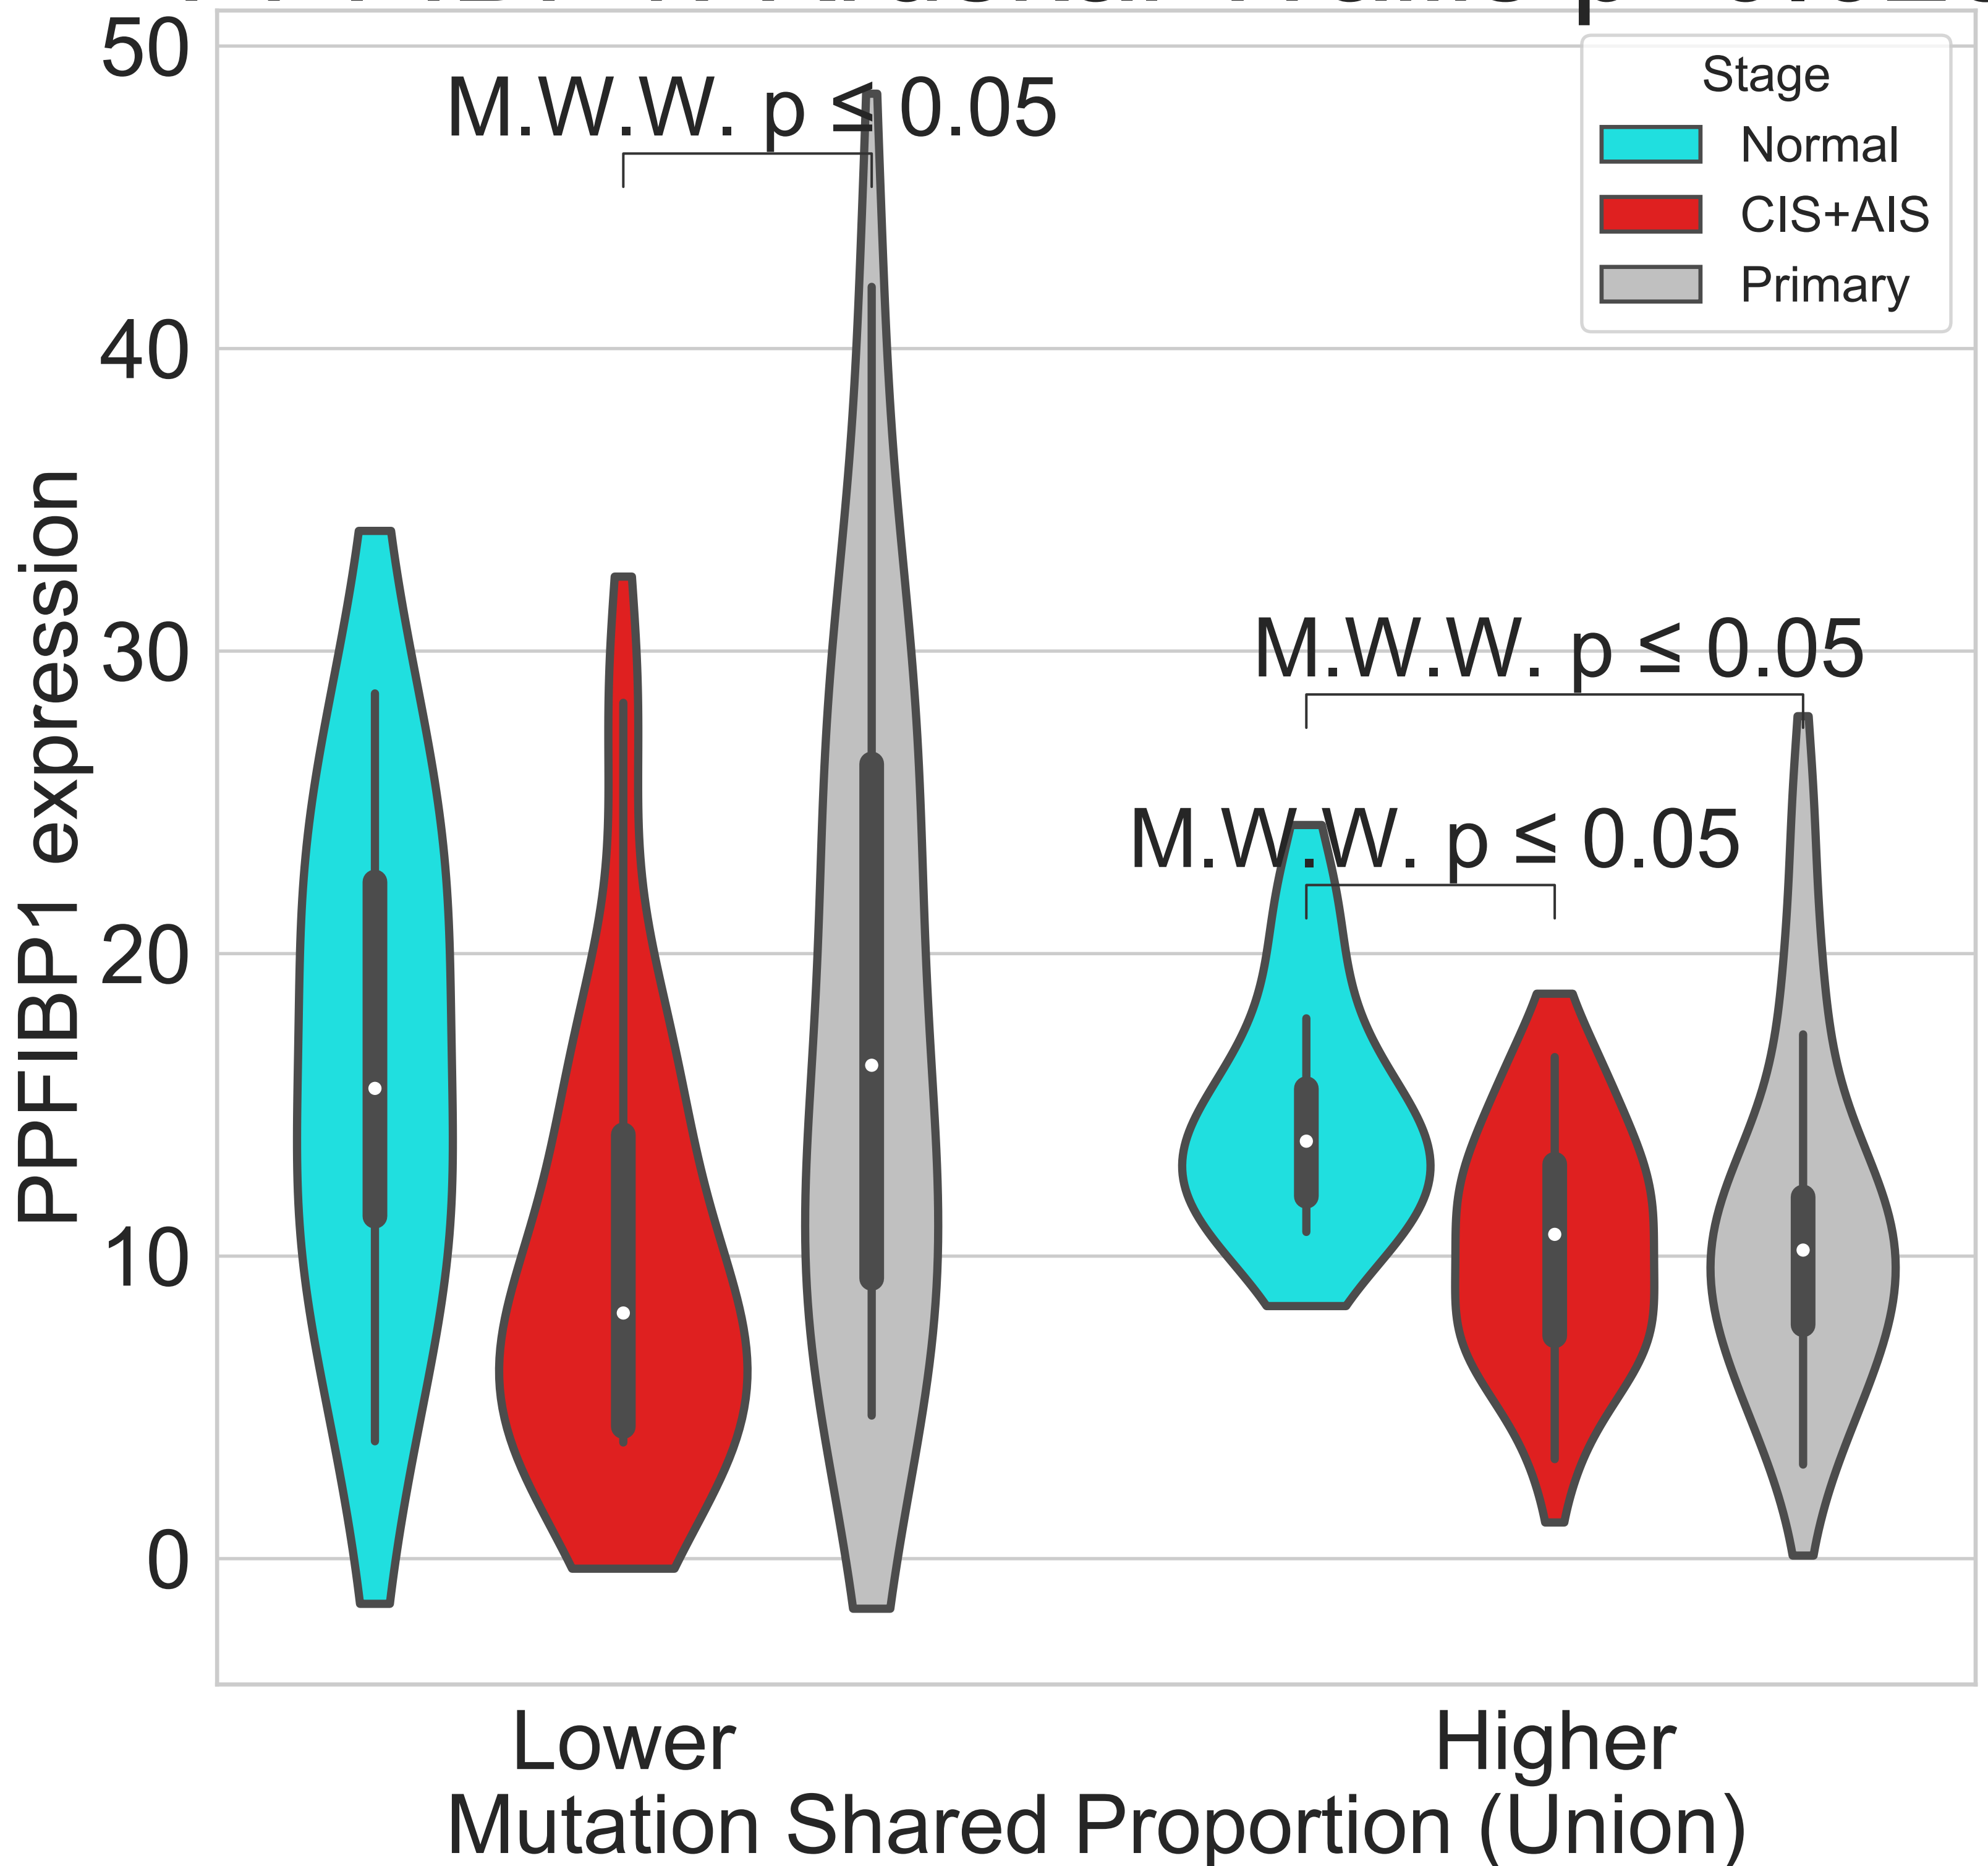 50
M.W.W. p ≤ 0.05
Stage
Normal
CIS+AIS
Primary
40
30
M.W.W. p ≤ 0.05
M.W.W. p ≤ 0.05
20
10
0
PPFIBP1 expression
Lower
Higher
Mutation Shared Proportion (Union)